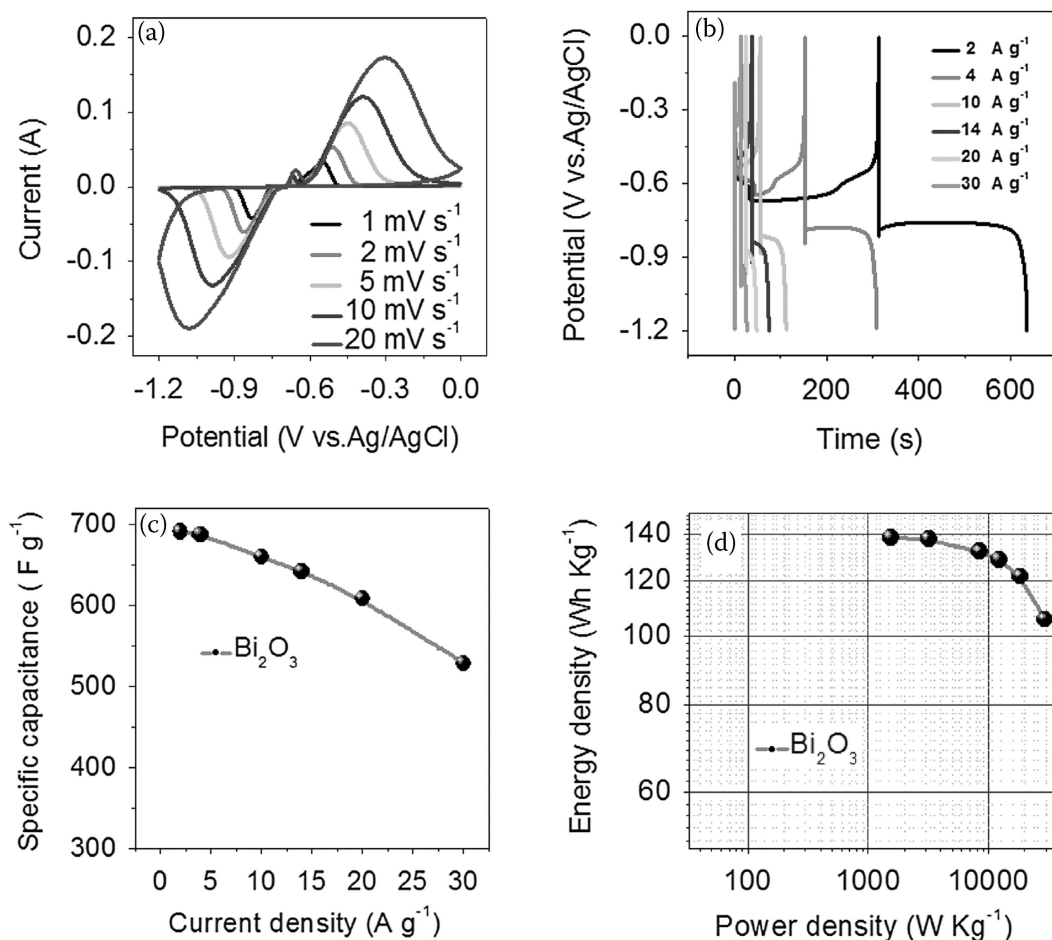 (a)
0.2
0.1
0.0
-0.1
-0.2
Current (A)
1 mV s⁻¹
2 mV s⁻¹
5 mV s⁻¹
10 mV s⁻¹
20 mV s⁻¹
-1.2 -0.9 -0.6 -0.3 0.0
Potential (V vs.Ag/AgCl)
(b)
0.0
-0.3
-0.6
-0.9
-1.2
Potential (V vs.Ag/AgCl)
2 A g⁻¹
4 A g⁻¹
10 A g⁻¹
14 A g⁻¹
20 A g⁻¹
30 A g⁻¹
0 200 400 600
Time (s)
(c)
700
600
500
400
300
Specific capacitance ( F g⁻¹)
Bi₂O₃
0 5 10 15 20 25 30
Current density (A g⁻¹)
(d)
140
120
100
80
60
Energy density (Wh Kg⁻¹)
Bi₂O₃
100 1000 10000
Power density (W Kg⁻¹)